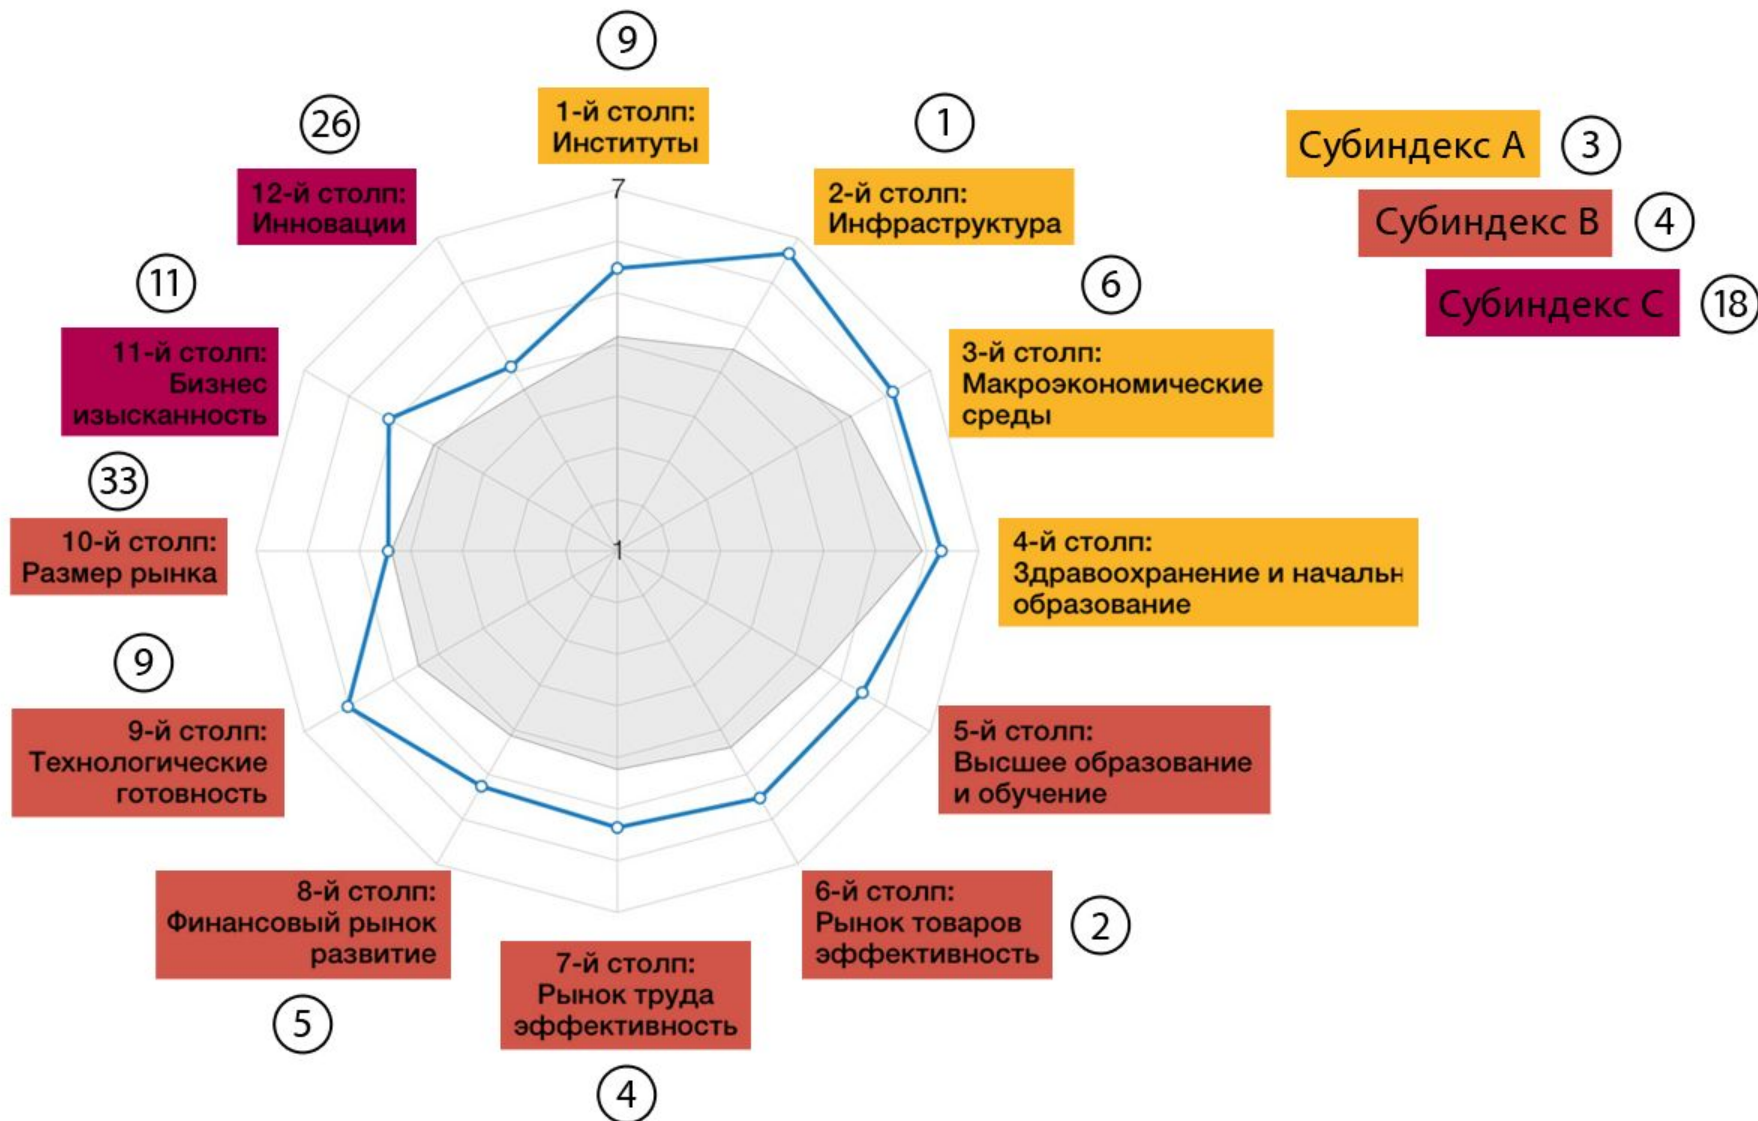 9
1-й столп:
Институты
1
2-й столп:
Инфраструктура
6
3-й столп:
Макроэкономические
среды
4-й столп:
Здравоохранение и начальн
образование
5-й столп:
Высшее образование
и обучение
6-й столп:
Рынок товаров
эффективность
2
7-й столп:
Рынок труда
эффективность
4
8-й столп:
Финансовый рынок
развитие
5
9
9-й столп:
Технологические
готовность
33
10-й столп:
Размер рынка
11
11-й столп:
Бизнес
изысканность
26
12-й столп:
Инновации
7
1
Субиндекс A
3
Субиндекс B
4
Субиндекс C
18